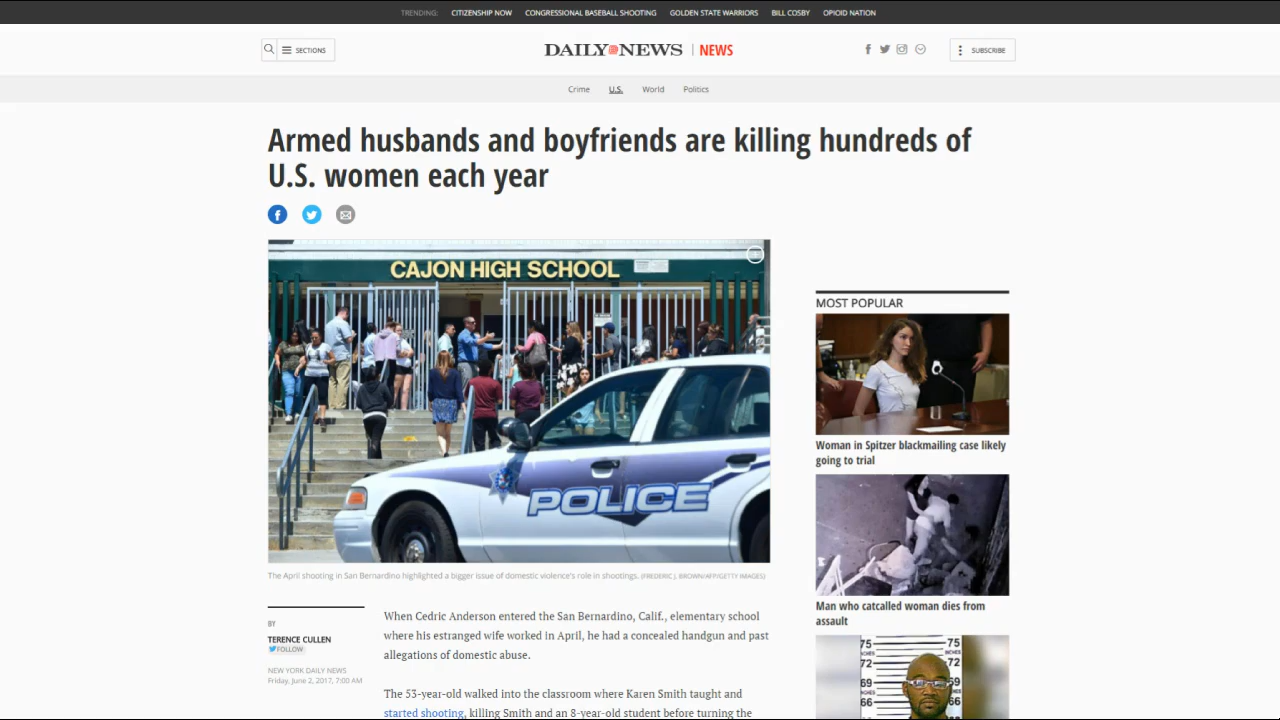 TRENDING: CITIZENSHIP NOW CONGRESSIONAL BASEBALL SHOOTING GOLDEN STATE WARRIORS BILL COSBY OPIOID NATION
SECTIONS
DAILY NEWS | NEWS
SUBSCRIBE
Crime U.S. World Politics
Armed husbands and boyfriends are killing hundreds of
U.S. women each year
CAJON HIGH SCHOOL
POLICE
The April shooting in San Bernardino highlighted a bigger issue of domestic violence's role in shootings. (FREDERIC J. BROWN/AFP/GETTY IMAGES)
BY
TERENCE CULLEN
FOLLOW
NEW YORK DAILY NEWS
Friday, June 2, 2017, 7:00 AM
When Cedric Anderson entered the San Bernardino, Calif., elementary school
where his estranged wife worked in April, he had a concealed handgun and past
allegations of domestic abuse.
The 53-year-old walked into the classroom where Karen Smith taught and
started shooting, killing Smith and an 8-year-old student before turning the
MOST POPULAR
Woman in Spitzer blackmailing case likely
going to trial
Man who catcalled woman dies from
assault
75 75
INCHES INCHES
72 72
69 69
66 66